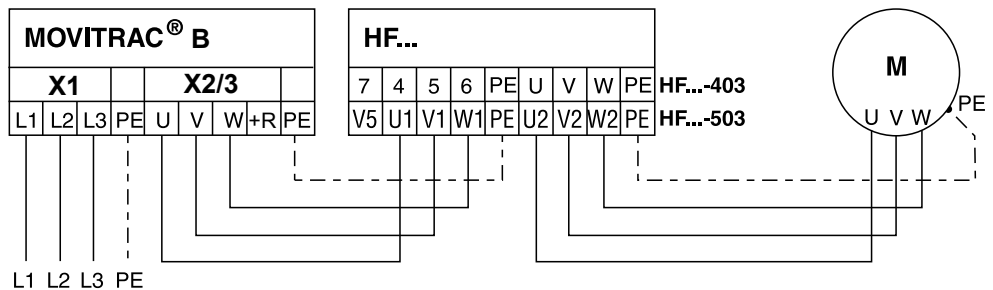 MOVITRAC® B
HF...
M
X1 X2/3
7 4 5 6 PE U V W PE HF...-403
L1 L2 L3 PE U V W +R PE
V5 U1 V1 W1 PE U2 V2 W2 PE HF...-503
U V W PE
L1 L2 L3 PE